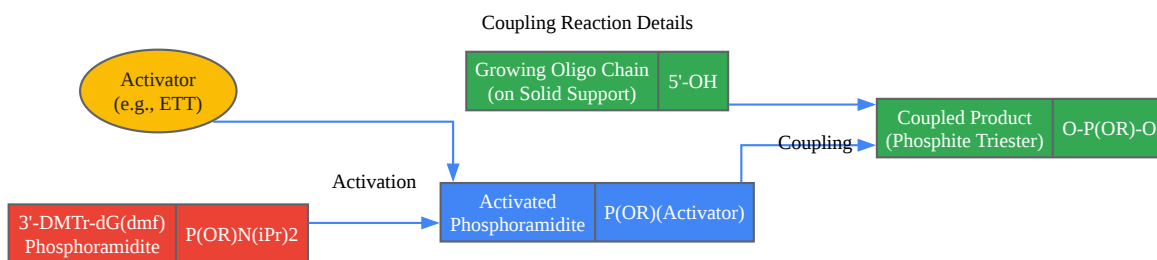 Coupling Reaction Details
Activator
(e.g., ETT)
Growing Oligo Chain
(on Solid Support)
5'-OH
Coupled Product
(Phosphite Triester)
O-P(OR)-O
Coupling
Activation
Activated
Phosphoramidite
P(OR)(Activator)
3'-DMTr-dG(dmf)
Phosphoramidite
P(OR)N(iPr)2